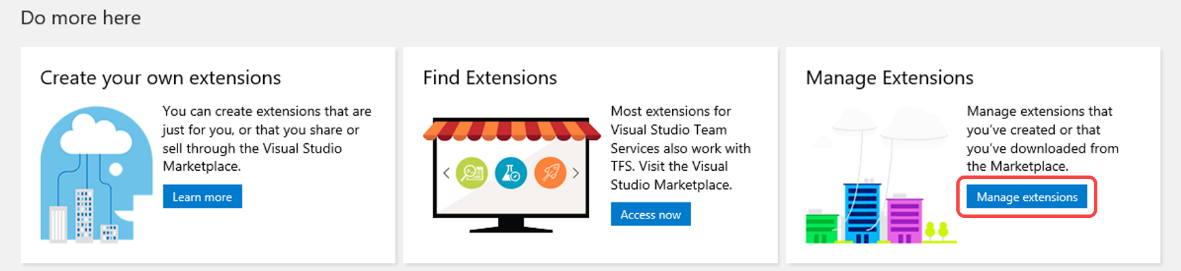 Do more here
Create your own extensions
You can create extensions that are
just for you, or that you share or
sell through the Visual Studio
Marketplace.
Learn more
Find Extensions
Most extensions for
Visual Studio Team
Services also work with
TFS. Visit the Visual
Studio Marketplace.
Access now
Manage Extensions
Manage extensions that
you've created or that
you've downloaded from
the Marketplace.
Manage extensions